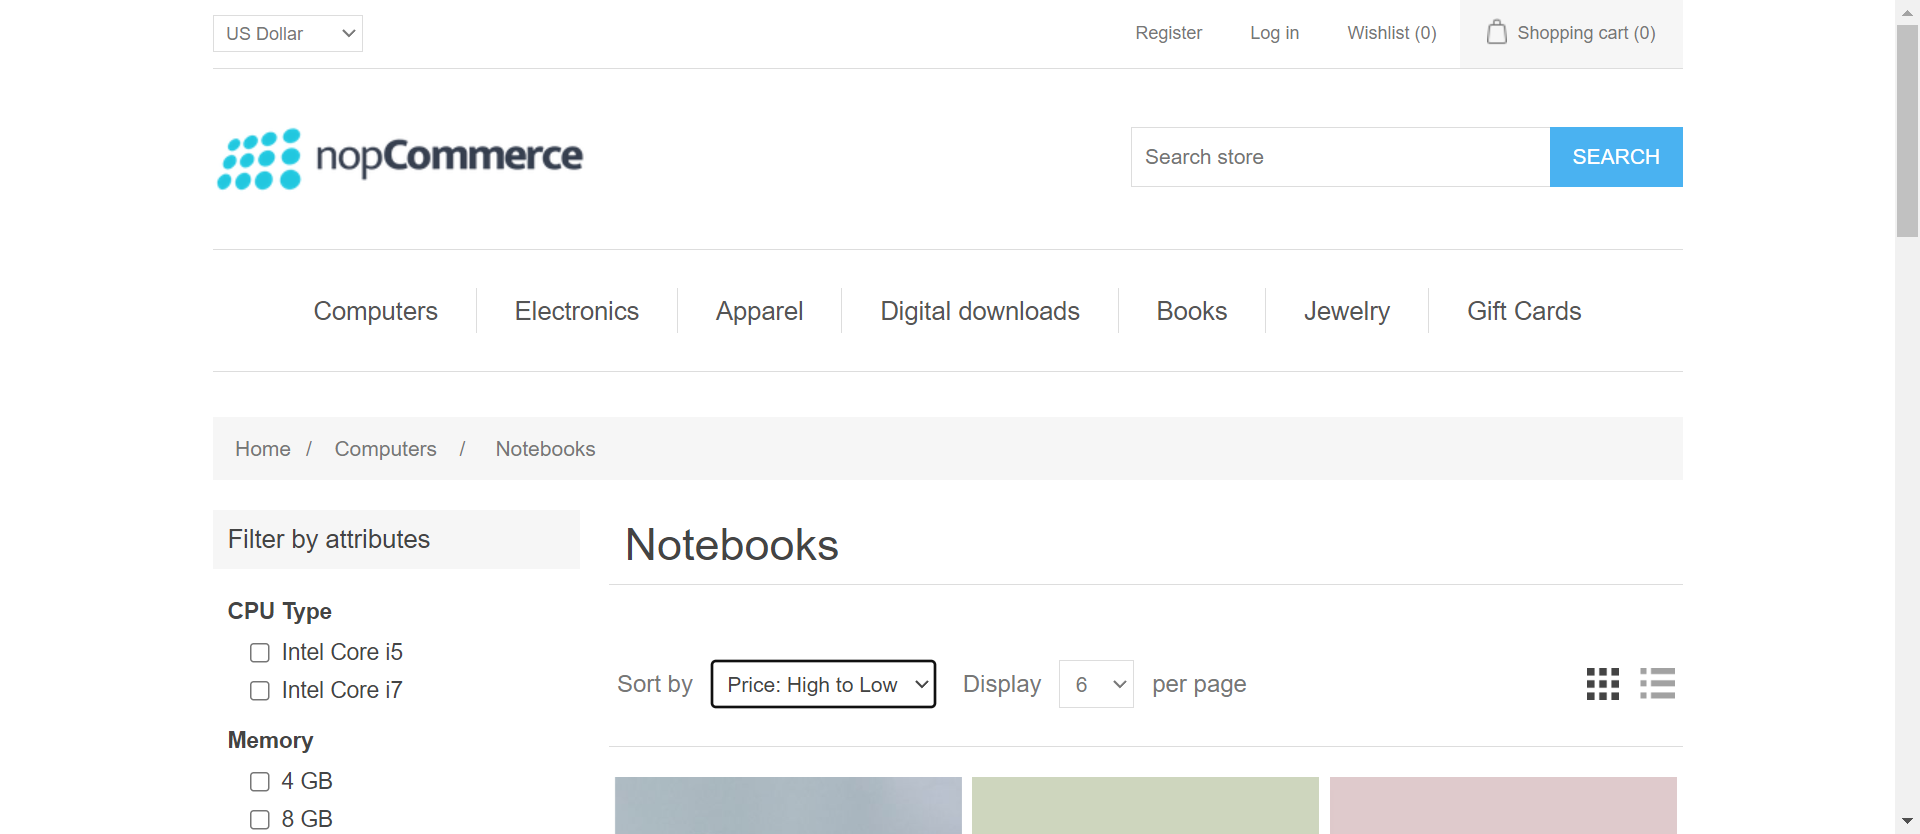 US Dollar
Register
Log in
Wishlist (0)
Shopping cart (0)
nopCommerce
Search store
SEARCH
Computers
Electronics
Apparel
Digital downloads
Books
Jewelry
Gift Cards
Home / Computers / Notebooks
Filter by attributes
CPU Type
Intel Core i5
Intel Core i7
Memory
4 GB
8 GB
Notebooks
Sort by Price: High to Low Display 6 per page